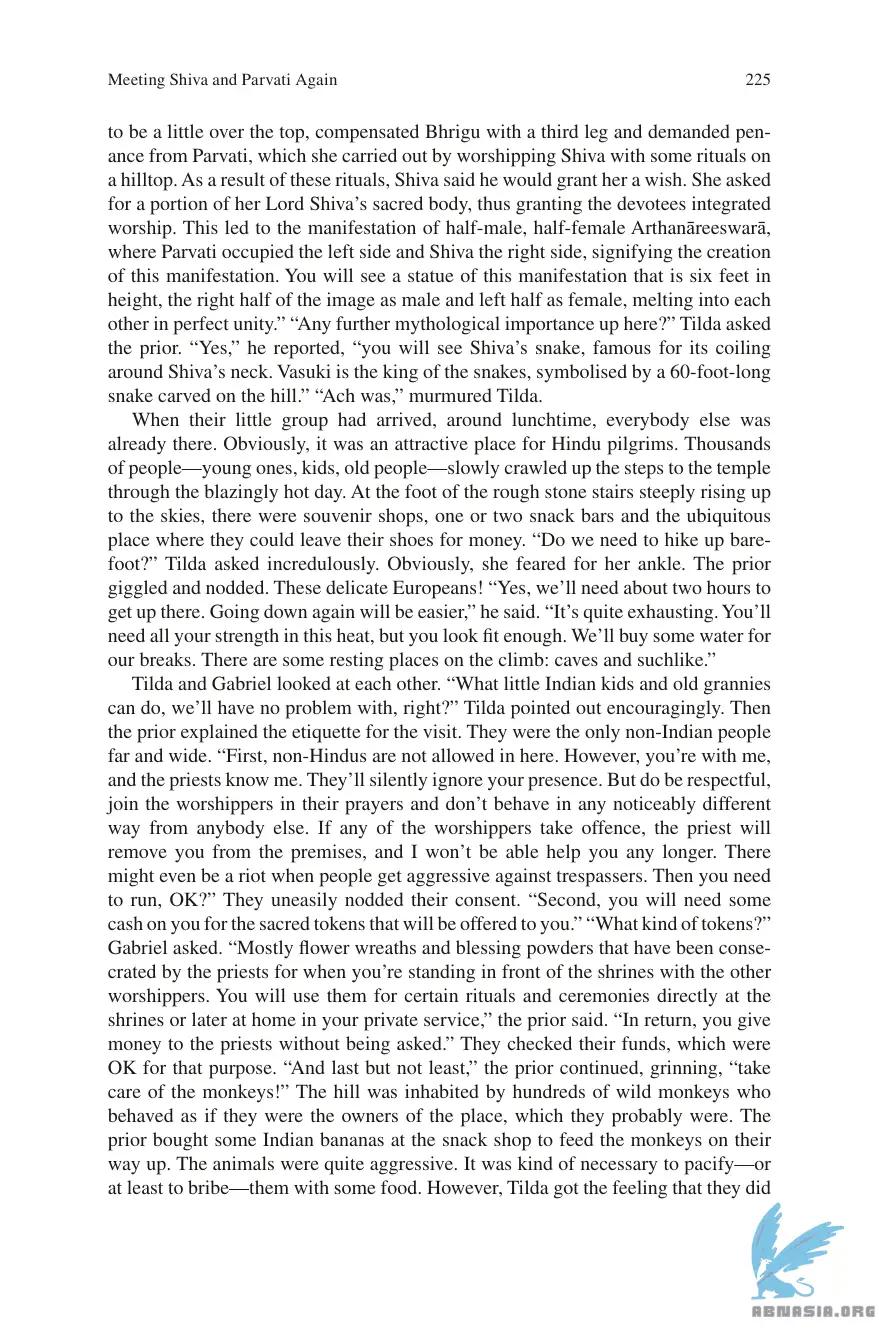 Meeting Shiva and Parvati Again 225
to be a little over the top, compensated Bhrigu with a third leg and demanded pen-
ance from Parvati, which she carried out by worshipping Shiva with some rituals on
a hilltop. As a result of these rituals, Shiva said he would grant her a wish. She asked
for a portion of her Lord Shiva’s sacred body, thus granting the devotees integrated
worship. This led to the manifestation of half-male, half-female Arthanāreeswarā,
where Parvati occupied the left side and Shiva the right side, signifying the creation
of this manifestation. You will see a statue of this manifestation that is six feet in
height, the right half of the image as male and left half as female, melting into each
other in perfect unity.” “Any further mythological importance up here?” Tilda asked
the prior. “Yes,” he reported, “you will see Shiva’s snake, famous for its coiling
around Shiva’s neck. Vasuki is the king of the snakes, symbolised by a 60-foot-long
snake carved on the hill.” “Ach was,” murmured Tilda.
When their little group had arrived, around lunchtime, everybody else was
already there. Obviously, it was an attractive place for Hindu pilgrims. Thousands
of people—young ones, kids, old people—slowly crawled up the steps to the temple
through the blazingly hot day. At the foot of the rough stone stairs steeply rising up
to the skies, there were souvenir shops, one or two snack bars and the ubiquitous
place where they could leave their shoes for money. “Do we need to hike up bare-
foot?” Tilda asked incredulously. Obviously, she feared for her ankle. The prior
giggled and nodded. These delicate Europeans! “Yes, we’ll need about two hours to
get up there. Going down again will be easier,” he said. “It’s quite exhausting. You’ll
need all your strength in this heat, but you look fit enough. We’ll buy some water for
our breaks. There are some resting places on the climb: caves and suchlike.”
Tilda and Gabriel looked at each other. “What little Indian kids and old grannies
can do, we’ll have no problem with, right?” Tilda pointed out encouragingly. Then
the prior explained the etiquette for the visit. They were the only non-Indian people
far and wide. “First, non-Hindus are not allowed in here. However, you’re with me,
and the priests know me. They’ll silently ignore your presence. But do be respectful,
join the worshippers in their prayers and don’t behave in any noticeably different
way from anybody else. If any of the worshippers take offence, the priest will
remove you from the premises, and I won’t be able help you any longer. There
might even be a riot when people get aggressive against trespassers. Then you need
to run, OK?” They uneasily nodded their consent. “Second, you will need some
cash on you for the sacred tokens that will be offered to you.” “What kind of tokens?”
Gabriel asked. “Mostly flower wreaths and blessing powders that have been conse-
crated by the priests for when you’re standing in front of the shrines with the other
worshippers. You will use them for certain rituals and ceremonies directly at the
shrines or later at home in your private service,” the prior said. “In return, you give
money to the priests without being asked.” They checked their funds, which were
OK for that purpose. “And last but not least,” the prior continued, grinning, “take
care of the monkeys!” The hill was inhabited by hundreds of wild monkeys who
behaved as if they were the owners of the place, which they probably were. The
prior bought some Indian bananas at the snack shop to feed the monkeys on their
way up. The animals were quite aggressive. It was kind of necessary to pacify—or
at least to bribe—them with some food. However, Tilda got the feeling that they did
ABNASIA.ORG